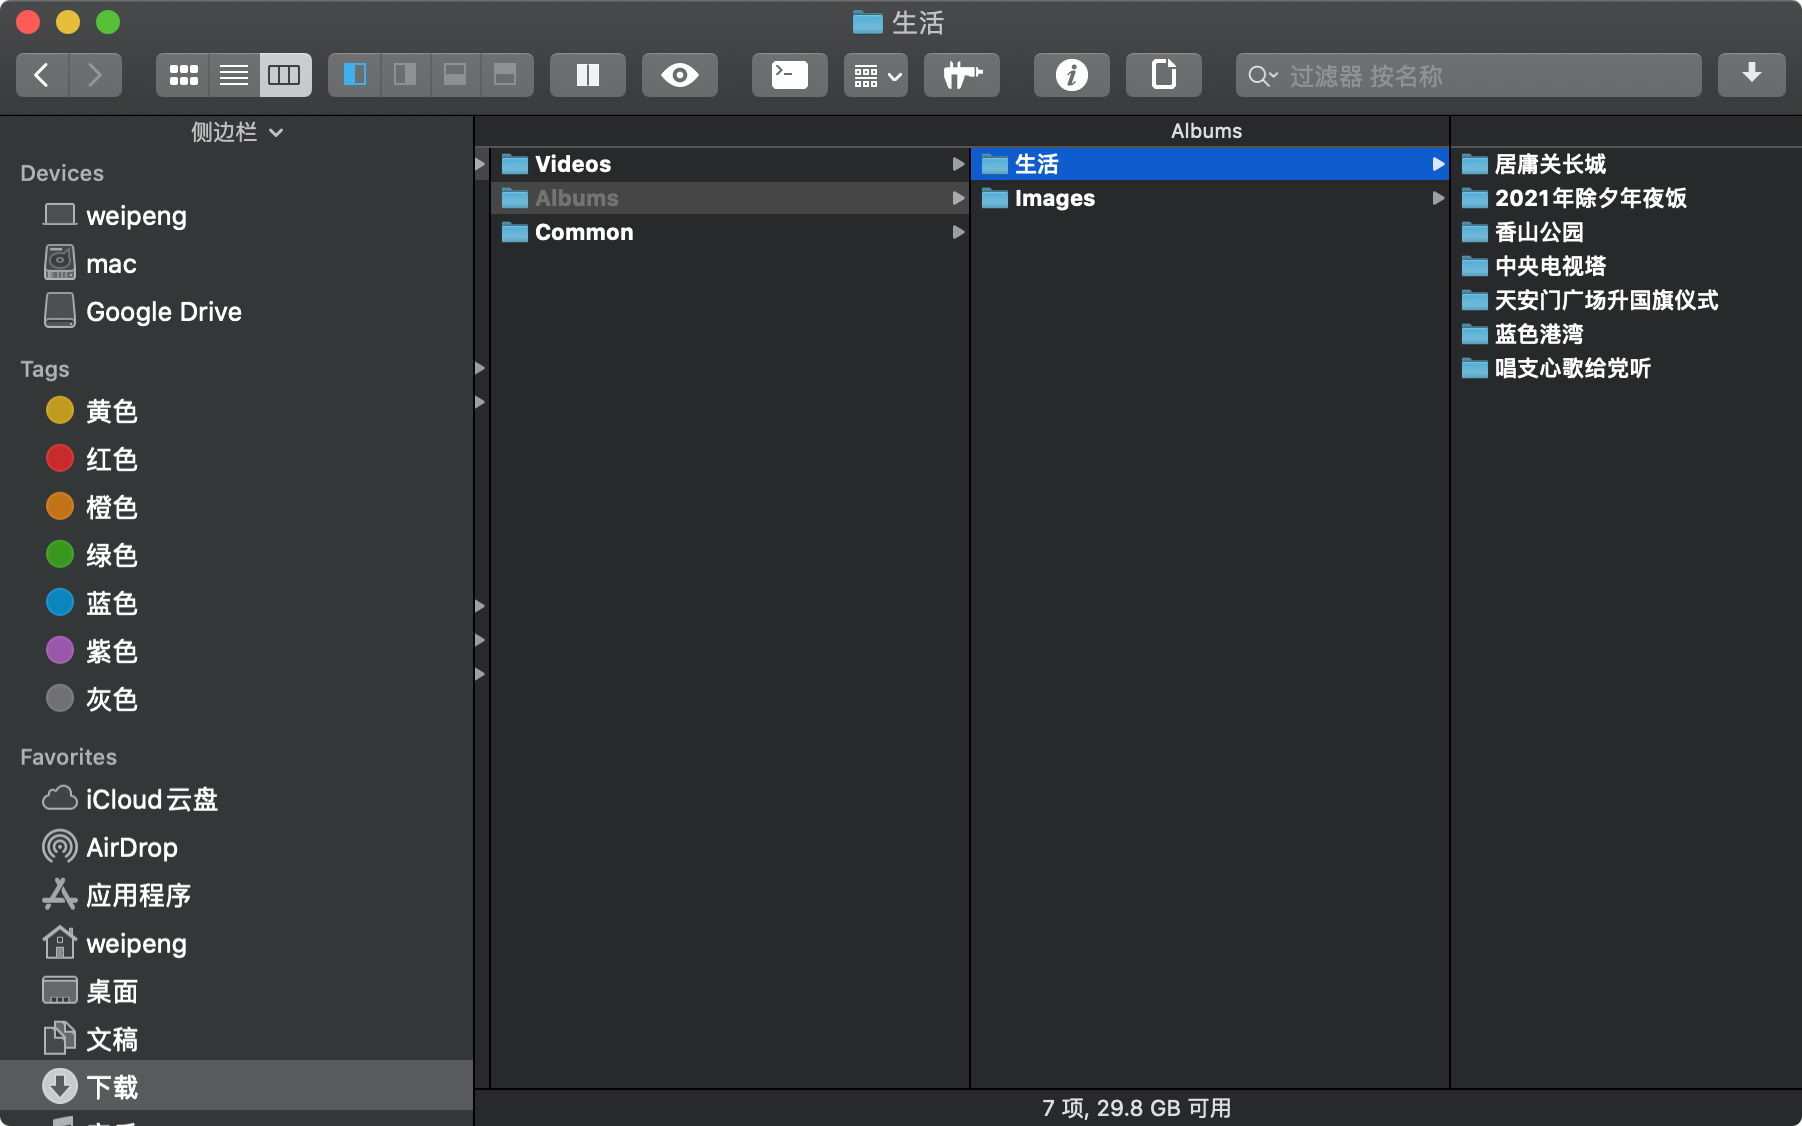 生活
过滤器 按名称
侧边栏
Devices
weipeng
mac
Google Drive
Tags
黄色
红色
橙色
绿色
蓝色
紫色
灰色
Favorites
iCloud云盘
AirDrop
应用程序
weipeng
桌面
文稿
下载
Videos
Albums
Common
Albums
生活
Images
居庸关长城
2021年除夕年夜饭
香山公园
中央电视塔
天安门广场升国旗仪式
蓝色港湾
唱支心歌给党听
7 项, 29.8 GB 可用